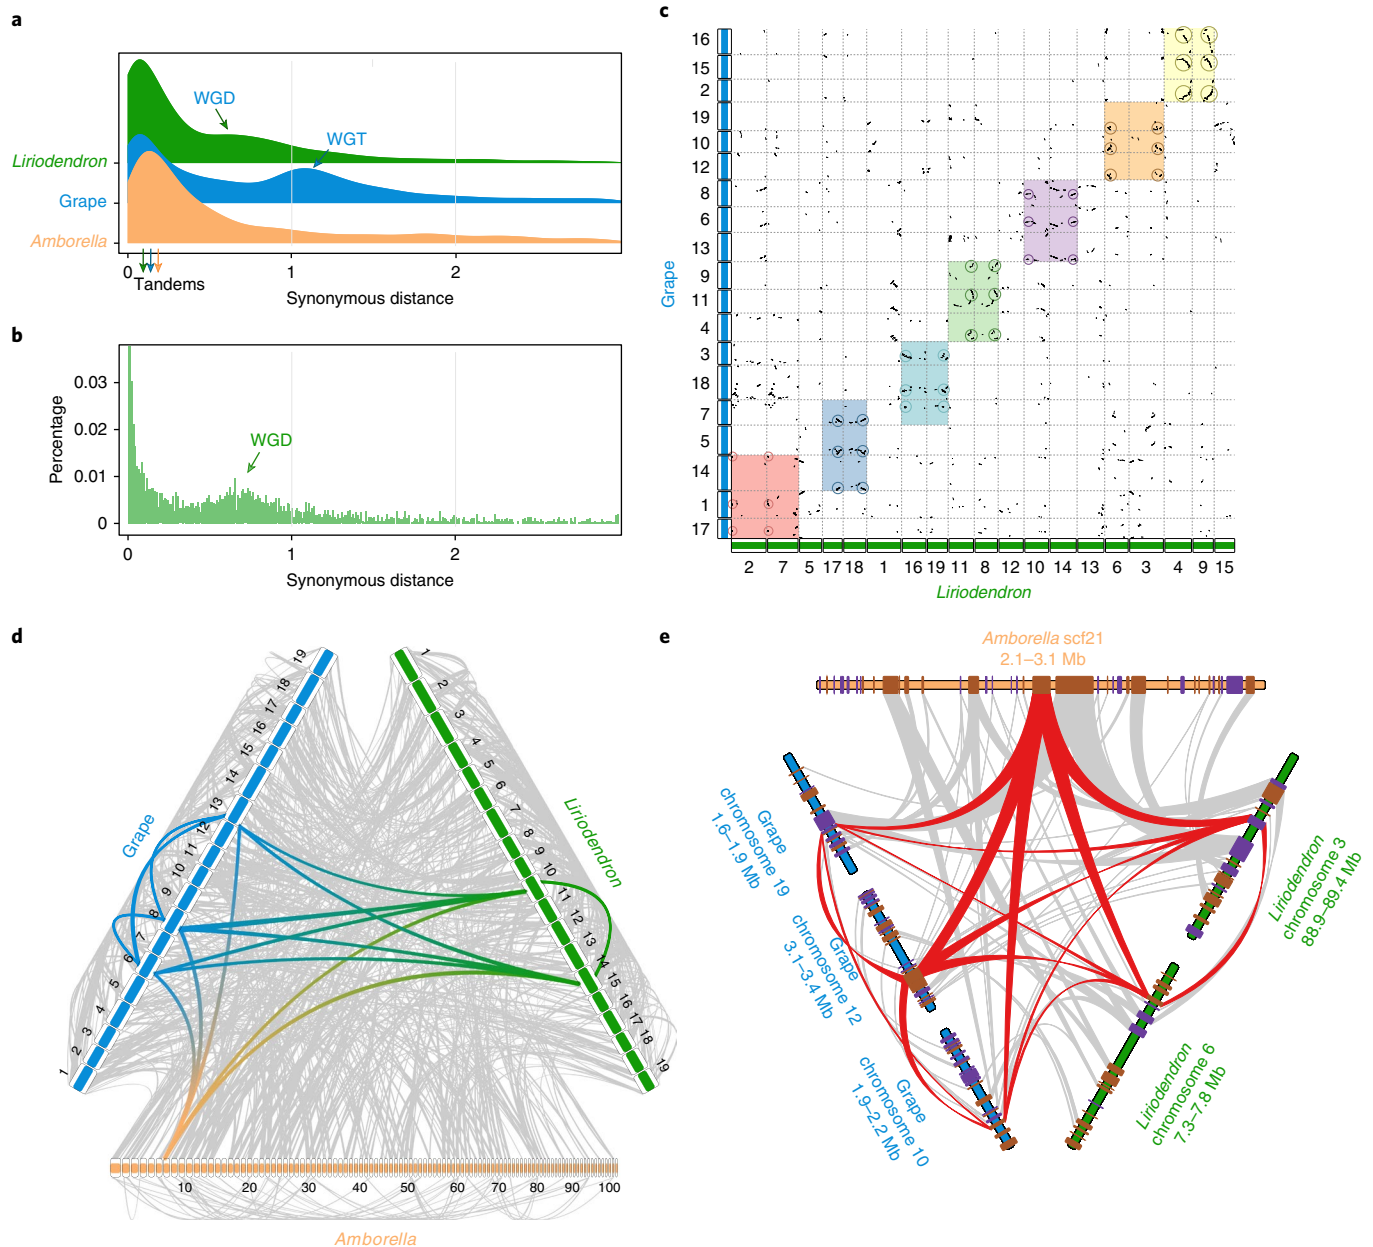 a
WGD
WGT
Liriodendron
Grape
Amborella
0
1
2
Tandems
Synonymous distance
b
0.03
0.02
0.01
0
Percentage
WGD
0
1
2
Synonymous distance
c
16
15
2
19
10
12
8
6
13
9
11
4
3
18
7
5
14
1
17
Grape
2 7 5 17 18 1 16 19 11 8 12 10 14 13 6 3 4 9 15
Liriodendron
d
19
18
17
16
15
14
13
12
11
10
9
8
7
6
5
4
3
2
1
Grape
1
2
3
4
5
6
7
8
9
10
11
12
13
14
15
16
17
18
19
Liriodendron
10 20 30 40 50 60 70 80 90 100
Amborella
e
Amborella scf21
2.1–3.1 Mb
Grape
chromosome 19
1.6–1.9 Mb
Grape
chromosome 12
3.1–3.4 Mb
Grape
chromosome 10
1.9–2.2 Mb
Liriodendron
chromosome 3
88.9–89.4 Mb
Liriodendron
chromosome 6
7.3–7.8 Mb